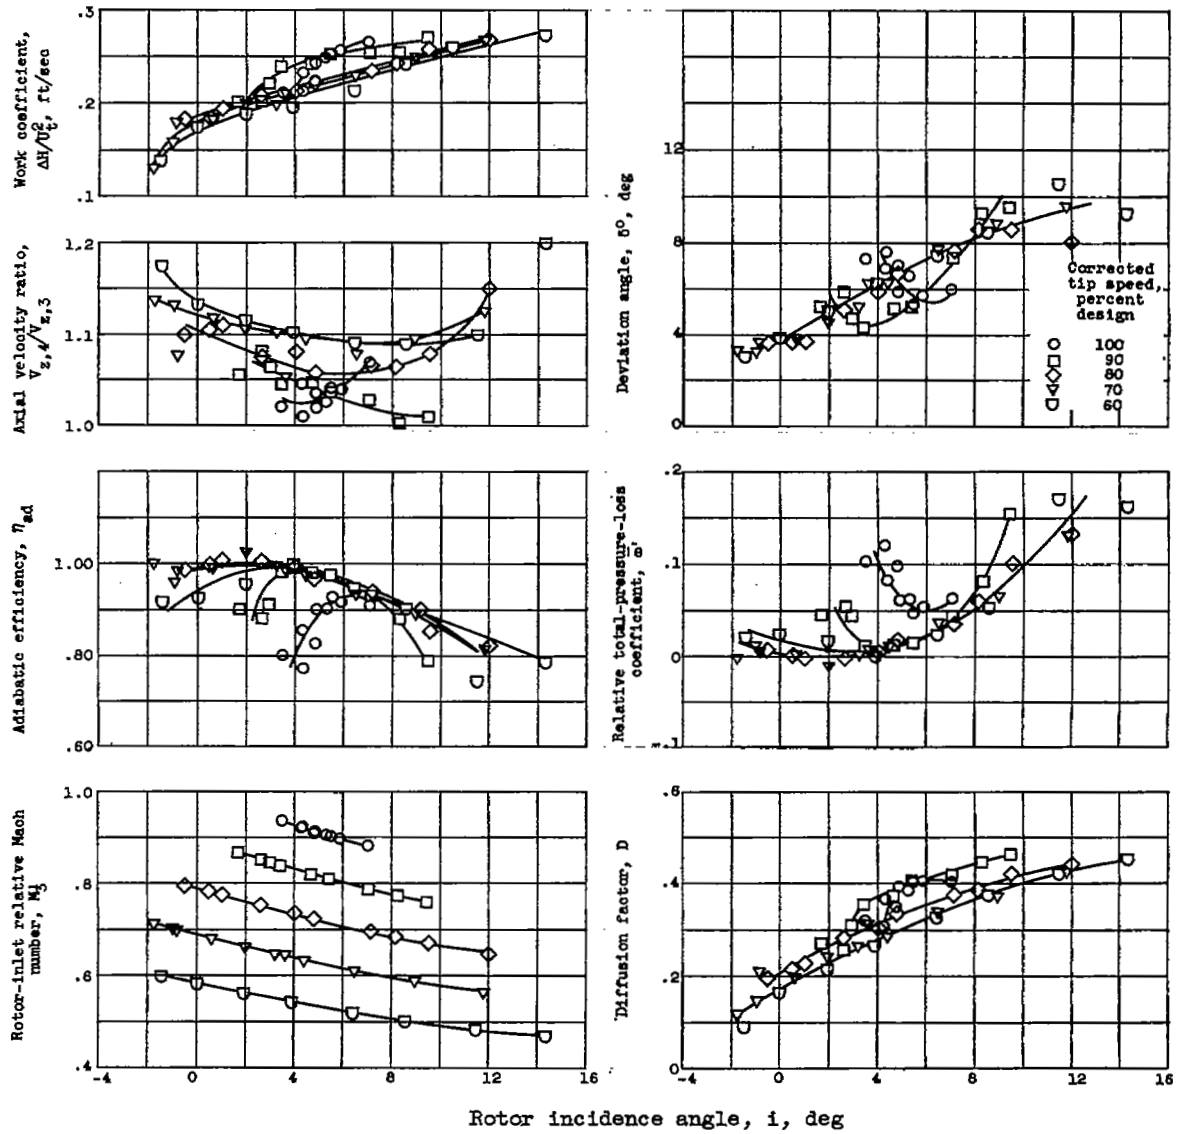 Work coefficient,
ΔH/U_t^2, ft/sec
.3
.2
.1
Axial velocity ratio,
V_z,4/V_z,3
1.2
1.1
1.0
Adiabatic efficiency, η_ad
1.00
.80
.60
Rotor-inlet relative Mach
number, M'_3
1.0
.8
.6
.4
-4 0 4 8 12 16
Deviation angle, δ°, deg
12
10
8
4
0
Corrected
tip speed,
percent
design
100
90
80
70
60
Relative total-pressure-loss
coefficient, ω̄'
.2
.1
0
-.1
Diffusion factor, D
.6
.4
.2
0
-4 4 8 12 16
Rotor incidence angle, i, deg